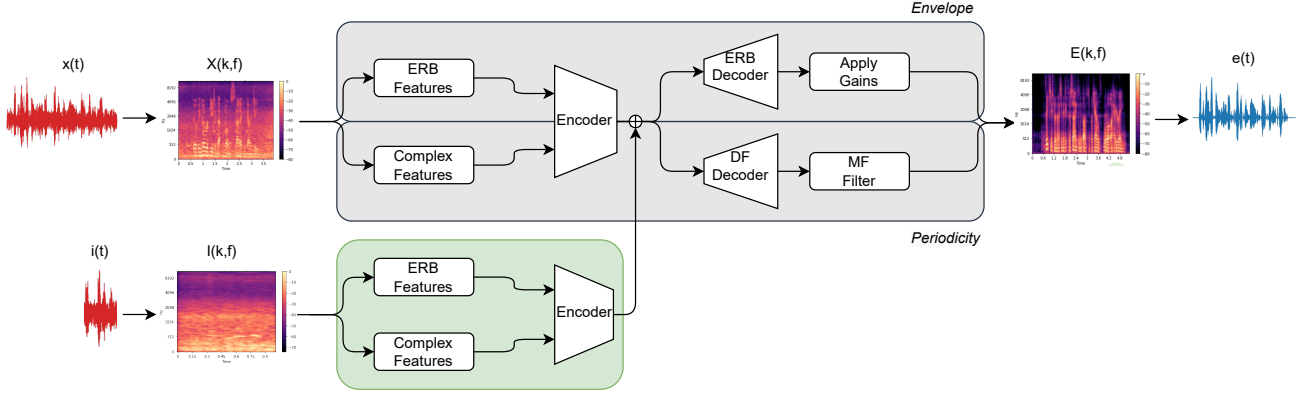 Envelope
x(t)
X(k,f)
ERB
Features
Complex
Features
Encoder
ERB
Decoder
Apply
Gains
DF
Decoder
MF
Filter
E(k,f)
e(t)
Periodicity
i(t)
I(k,f)
ERB
Features
Complex
Features
Encoder